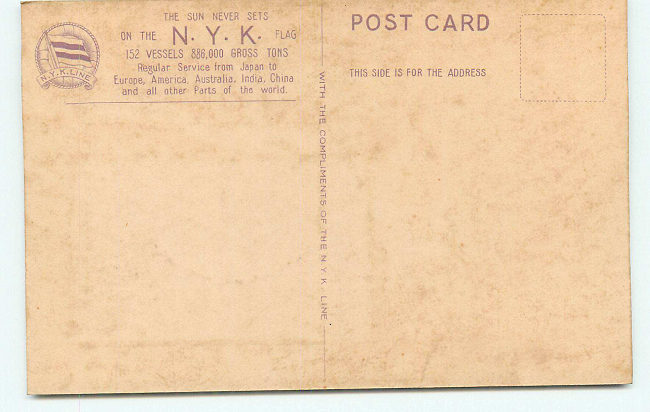 THE SUN NEVER SETS
ON THE N. Y. K. FLAG
152 VESSELS 886,000 GROSS TONS
Regular Service from Japan to
Europe, America, Australia, India, China
and all other Parts of the world.
N.Y.K.LINE
WITH THE COMPLIMENTS OF THE N. Y. K. LINE
POST CARD
THIS SIDE IS FOR THE ADDRESS